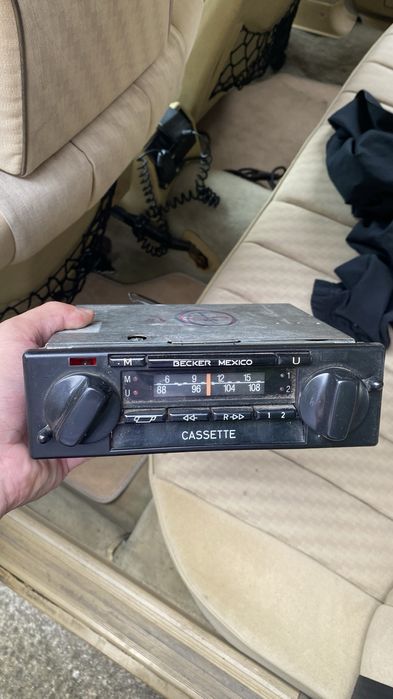 M BECKER MEXICO U
M 6 9 12 15 1
U 88 96 104 108 2
◁◁ R▷▷ 1 2
CASSETTE